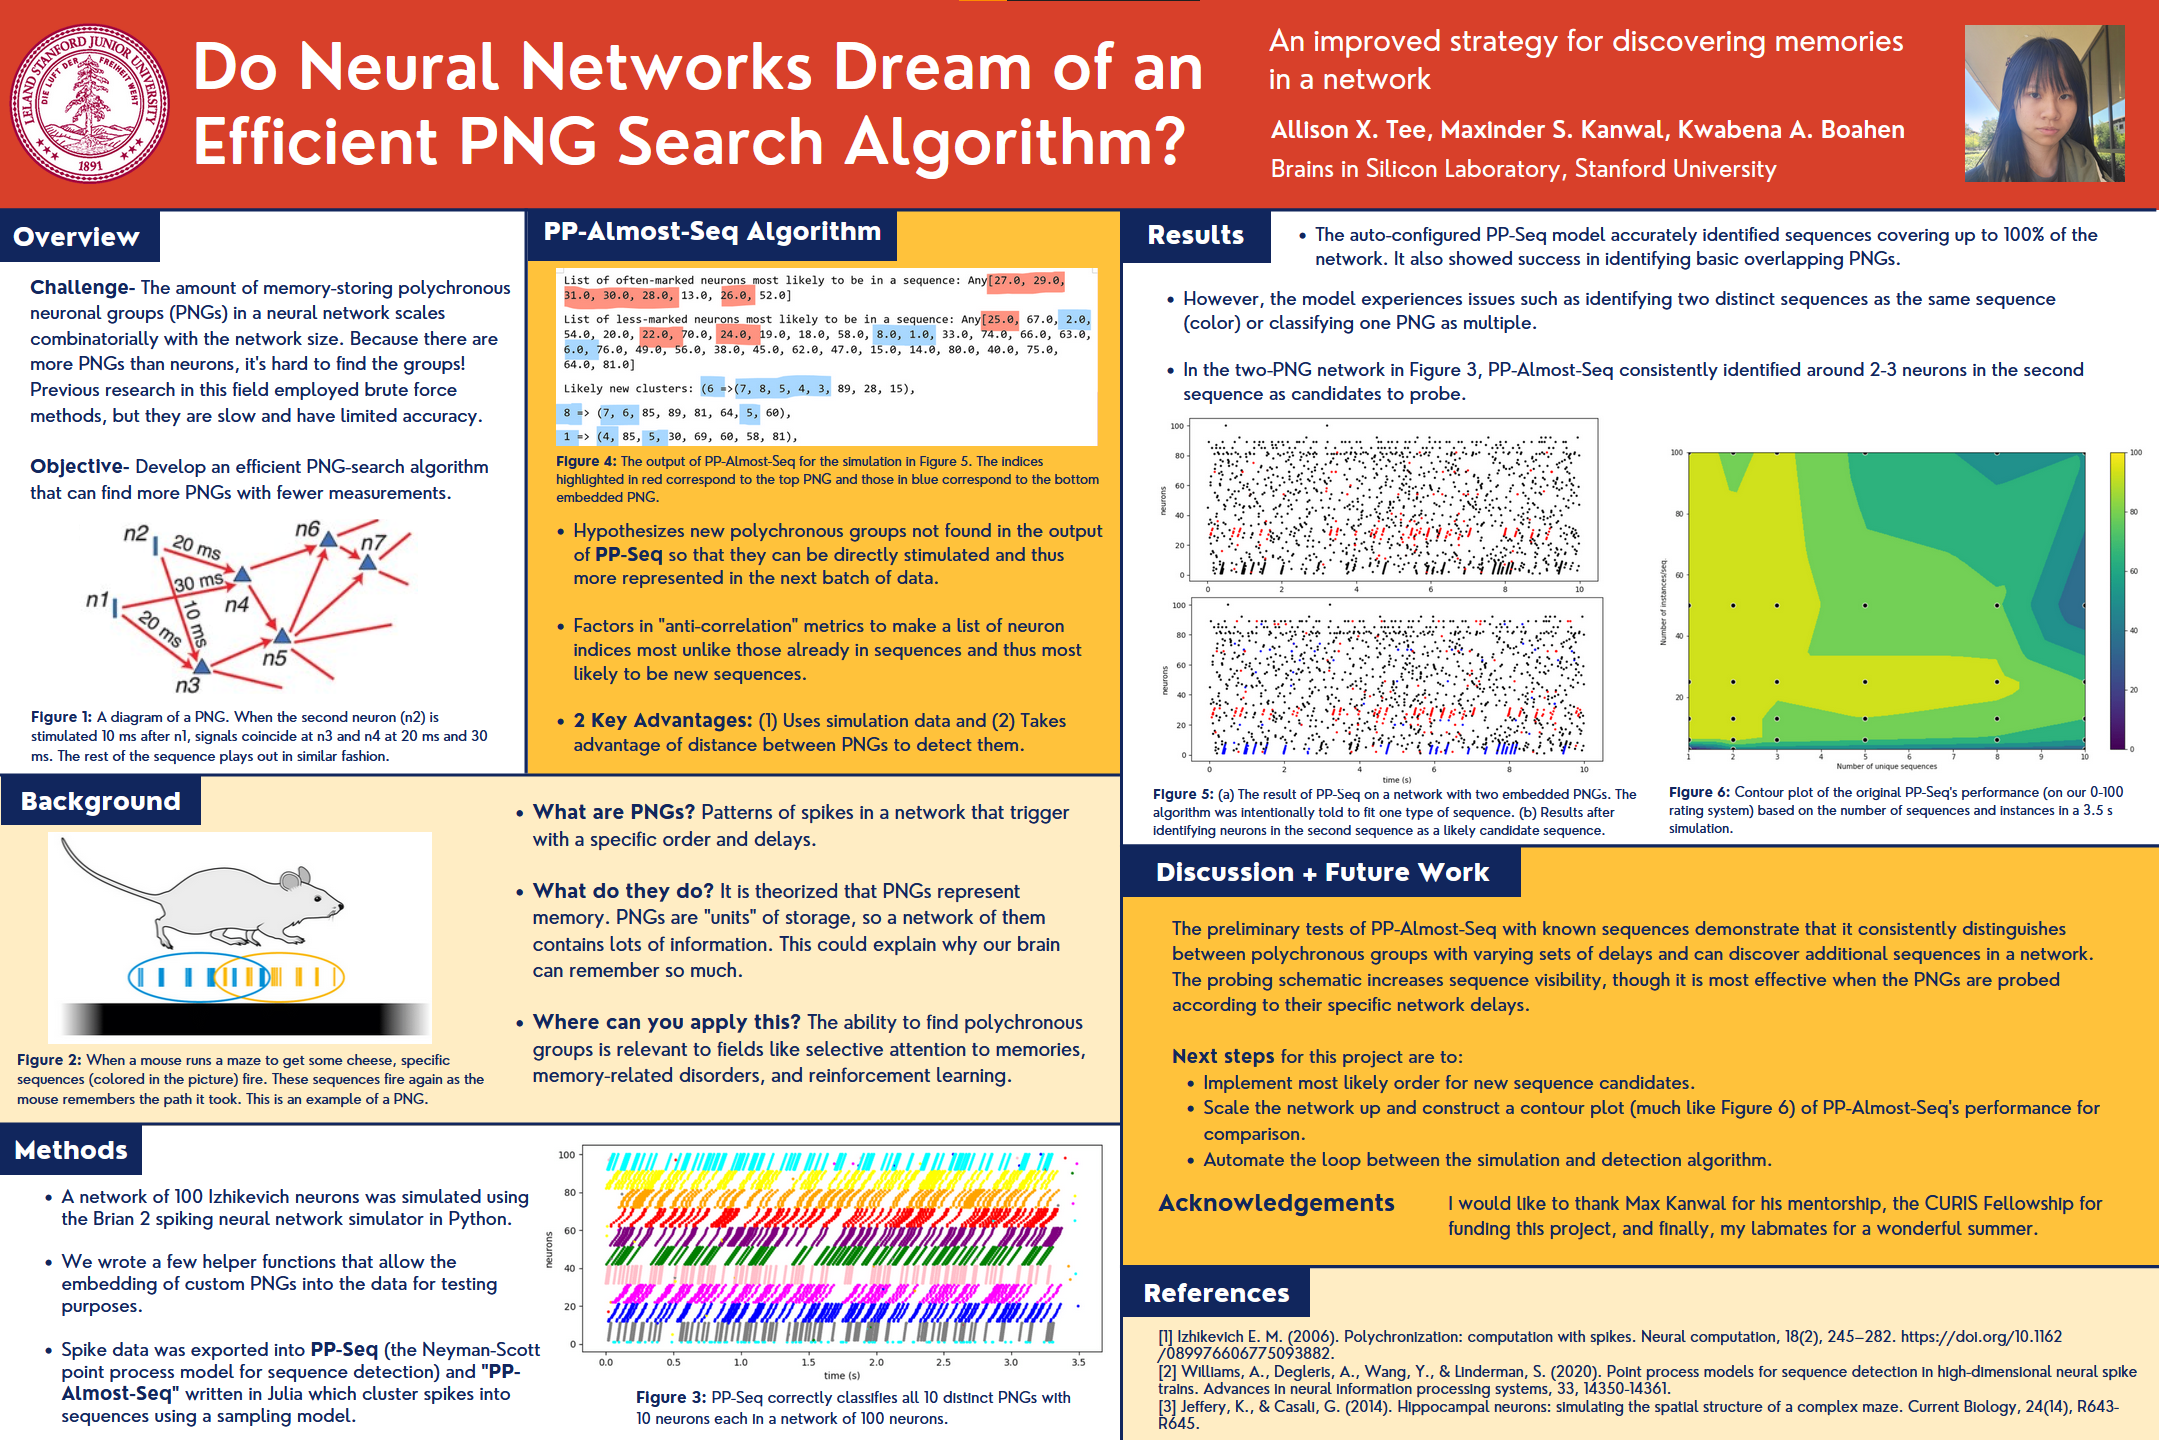 LELAND STANFORD JUNIOR UNIVERSITY
DIE LUFT DER FREIHEIT WEHT
1891
Do Neural Networks Dream of an
Efficient PNG Search Algorithm?
An improved strategy for discovering memories
in a network
Allison X. Tee, Maxinder S. Kanwal, Kwabena A. Boahen
Brains in Silicon Laboratory, Stanford University
Overview
Challenge- The amount of memory-storing polychronous
neuronal groups (PNGs) in a neural network scales
combinatorially with the network size. Because there are
more PNGs than neurons, it's hard to find the groups!
Previous research in this field employed brute force
methods, but they are slow and have limited accuracy.
Objective- Develop an efficient PNG-search algorithm
that can find more PNGs with fewer measurements.
n2
20 ms
n6
n7
30 ms
n1
n4
10 ms
20 ms
n5
n3
Figure 1: A diagram of a PNG. When the second neuron (n2) is
stimulated 10 ms after n1, signals coincide at n3 and n4 at 20 ms and 30
ms. The rest of the sequence plays out in similar fashion.
PP-Almost-Seq Algorithm
List of often-marked neurons most likely to be in a sequence: Any[27.0, 29.0,
31.0, 30.0, 28.0, 13.0, 26.0, 52.0]
List of less-marked neurons most likely to be in a sequence: Any[25.0, 67.0, 2.0,
54.0, 20.0, 22.0, 70.0, 24.0, 19.0, 18.0, 58.0, 8.0, 1.0, 33.0, 74.0, 66.0, 63.0,
6.0, 76.0, 49.0, 56.0, 38.0, 45.0, 62.0, 47.0, 15.0, 14.0, 80.0, 40.0, 75.0,
64.0, 81.0]
Likely new clusters: (6 =>(7, 8, 5, 4, 3, 89, 28, 15),
8 => (7, 6, 85, 89, 81, 64, 5, 60),
1 => (4, 85, 5, 30, 69, 60, 58, 81),
Figure 4: The output of PP-Almost-Seq for the simulation in Figure 5. The indices
highlighted in red correspond to the top PNG and those in blue correspond to the bottom
embedded PNG.
• Hypothesizes new polychronous groups not found in the output
of PP-Seq so that they can be directly stimulated and thus
more represented in the next batch of data.
• Factors in "anti-correlation" metrics to make a list of neuron
indices most unlike those already in sequences and thus most
likely to be new sequences.
• 2 Key Advantages: (1) Uses simulation data and (2) Takes
advantage of distance between PNGs to detect them.
Background
Figure 2: When a mouse runs a maze to get some cheese, specific
sequences (colored in the picture) fire. These sequences fire again as the
mouse remembers the path it took. This is an example of a PNG.
• What are PNGs? Patterns of spikes in a network that trigger
with a specific order and delays.
• What do they do? It is theorized that PNGs represent
memory. PNGs are "units" of storage, so a network of them
contains lots of information. This could explain why our brain
can remember so much.
• Where can you apply this? The ability to find polychronous
groups is relevant to fields like selective attention to memories,
memory-related disorders, and reinforcement learning.
Methods
• A network of 100 Izhikevich neurons was simulated using
the Brian 2 spiking neural network simulator in Python.
• We wrote a few helper functions that allow the
embedding of custom PNGs into the data for testing
purposes.
• Spike data was exported into PP-Seq (the Neyman-Scott
point process model for sequence detection) and "PP-
Almost-Seq" written in Julia which cluster spikes into
sequences using a sampling model.
100
80
60
40
20
0
neurons
0.0 0.5 1.0 1.5 2.0 2.5 3.0 3.5
time (s)
Figure 3: PP-Seq correctly classifies all 10 distinct PNGs with
10 neurons each in a network of 100 neurons.
Results
• The auto-configured PP-Seq model accurately identified sequences covering up to 100% of the
network. It also showed success in identifying basic overlapping PNGs.
• However, the model experiences issues such as identifying two distinct sequences as the same sequence
(color) or classifying one PNG as multiple.
• In the two-PNG network in Figure 3, PP-Almost-Seq consistently identified around 2-3 neurons in the second
sequence as candidates to probe.
100
80
60
40
20
0
neurons
0 2 4 6 8 10
100
80
60
40
20
0
neurons
0 2 4 6 8 10
time (s)
Figure 5: (a) The result of PP-Seq on a network with two embedded PNGs. The
algorithm was intentionally told to fit one type of sequence. (b) Results after
identifying neurons in the second sequence as a likely candidate sequence.
100
80
60
40
20
Number of instances/seq.
1 2 3 4 5 6 7 8 9 10
Number of unique sequences
100
80
60
40
20
0
Figure 6: Contour plot of the original PP-Seq's performance (on our 0-100
rating system) based on the number of sequences and instances in a 3.5 s
simulation.
Discussion + Future Work
The preliminary tests of PP-Almost-Seq with known sequences demonstrate that it consistently distinguishes
between polychronous groups with varying sets of delays and can discover additional sequences in a network.
The probing schematic increases sequence visibility, though it is most effective when the PNGs are probed
according to their specific network delays.
Next steps for this project are to:
• Implement most likely order for new sequence candidates.
• Scale the network up and construct a contour plot (much like Figure 6) of PP-Almost-Seq's performance for
comparison.
• Automate the loop between the simulation and detection algorithm.
Acknowledgements
I would like to thank Max Kanwal for his mentorship, the CURIS Fellowship for
funding this project, and finally, my labmates for a wonderful summer.
References
[1] Izhikevich E. M. (2006). Polychronization: computation with spikes. Neural computation, 18(2), 245–282. https://doi.org/10.1162
/089976606775093882.
[2] Williams, A., Degleris, A., Wang, Y., & Linderman, S. (2020). Point process models for sequence detection in high-dimensional neural spike
trains. Advances in neural information processing systems, 33, 14350-14361.
[3] Jeffery, K., & Casali, G. (2014). Hippocampal neurons: simulating the spatial structure of a complex maze. Current Biology, 24(14), R643-
R645.